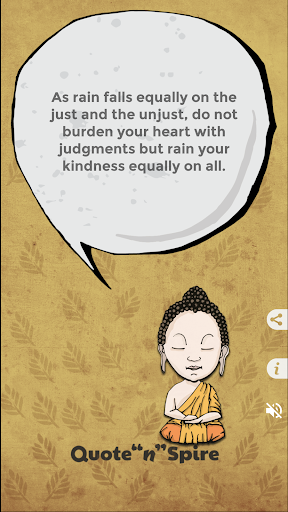 As rain falls equally on the
just and the unjust, do not
burden your heart with
judgments but rain your
kindness equally on all.
i
Quote“n”Spire